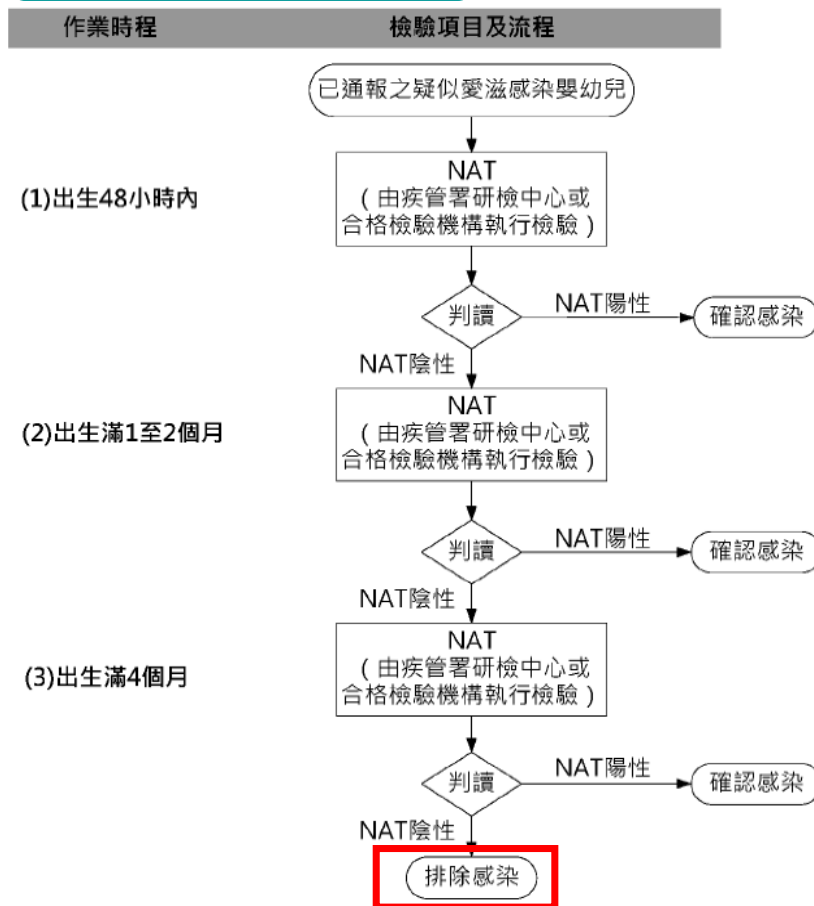 作業時程 檢驗項目及流程
已通報之疑似愛滋感染嬰幼兒
(1)出生48小時內
NAT
(由疾管署研檢中心或
合格檢驗機構執行檢驗)
判讀
NAT陽性
確認感染
NAT陰性
(2)出生滿1至2個月
NAT
(由疾管署研檢中心或
合格檢驗機構執行檢驗)
判讀
NAT陽性
確認感染
NAT陰性
(3)出生滿4個月
NAT
(由疾管署研檢中心或
合格檢驗機構執行檢驗)
判讀
NAT陽性
確認感染
NAT陰性
排除感染